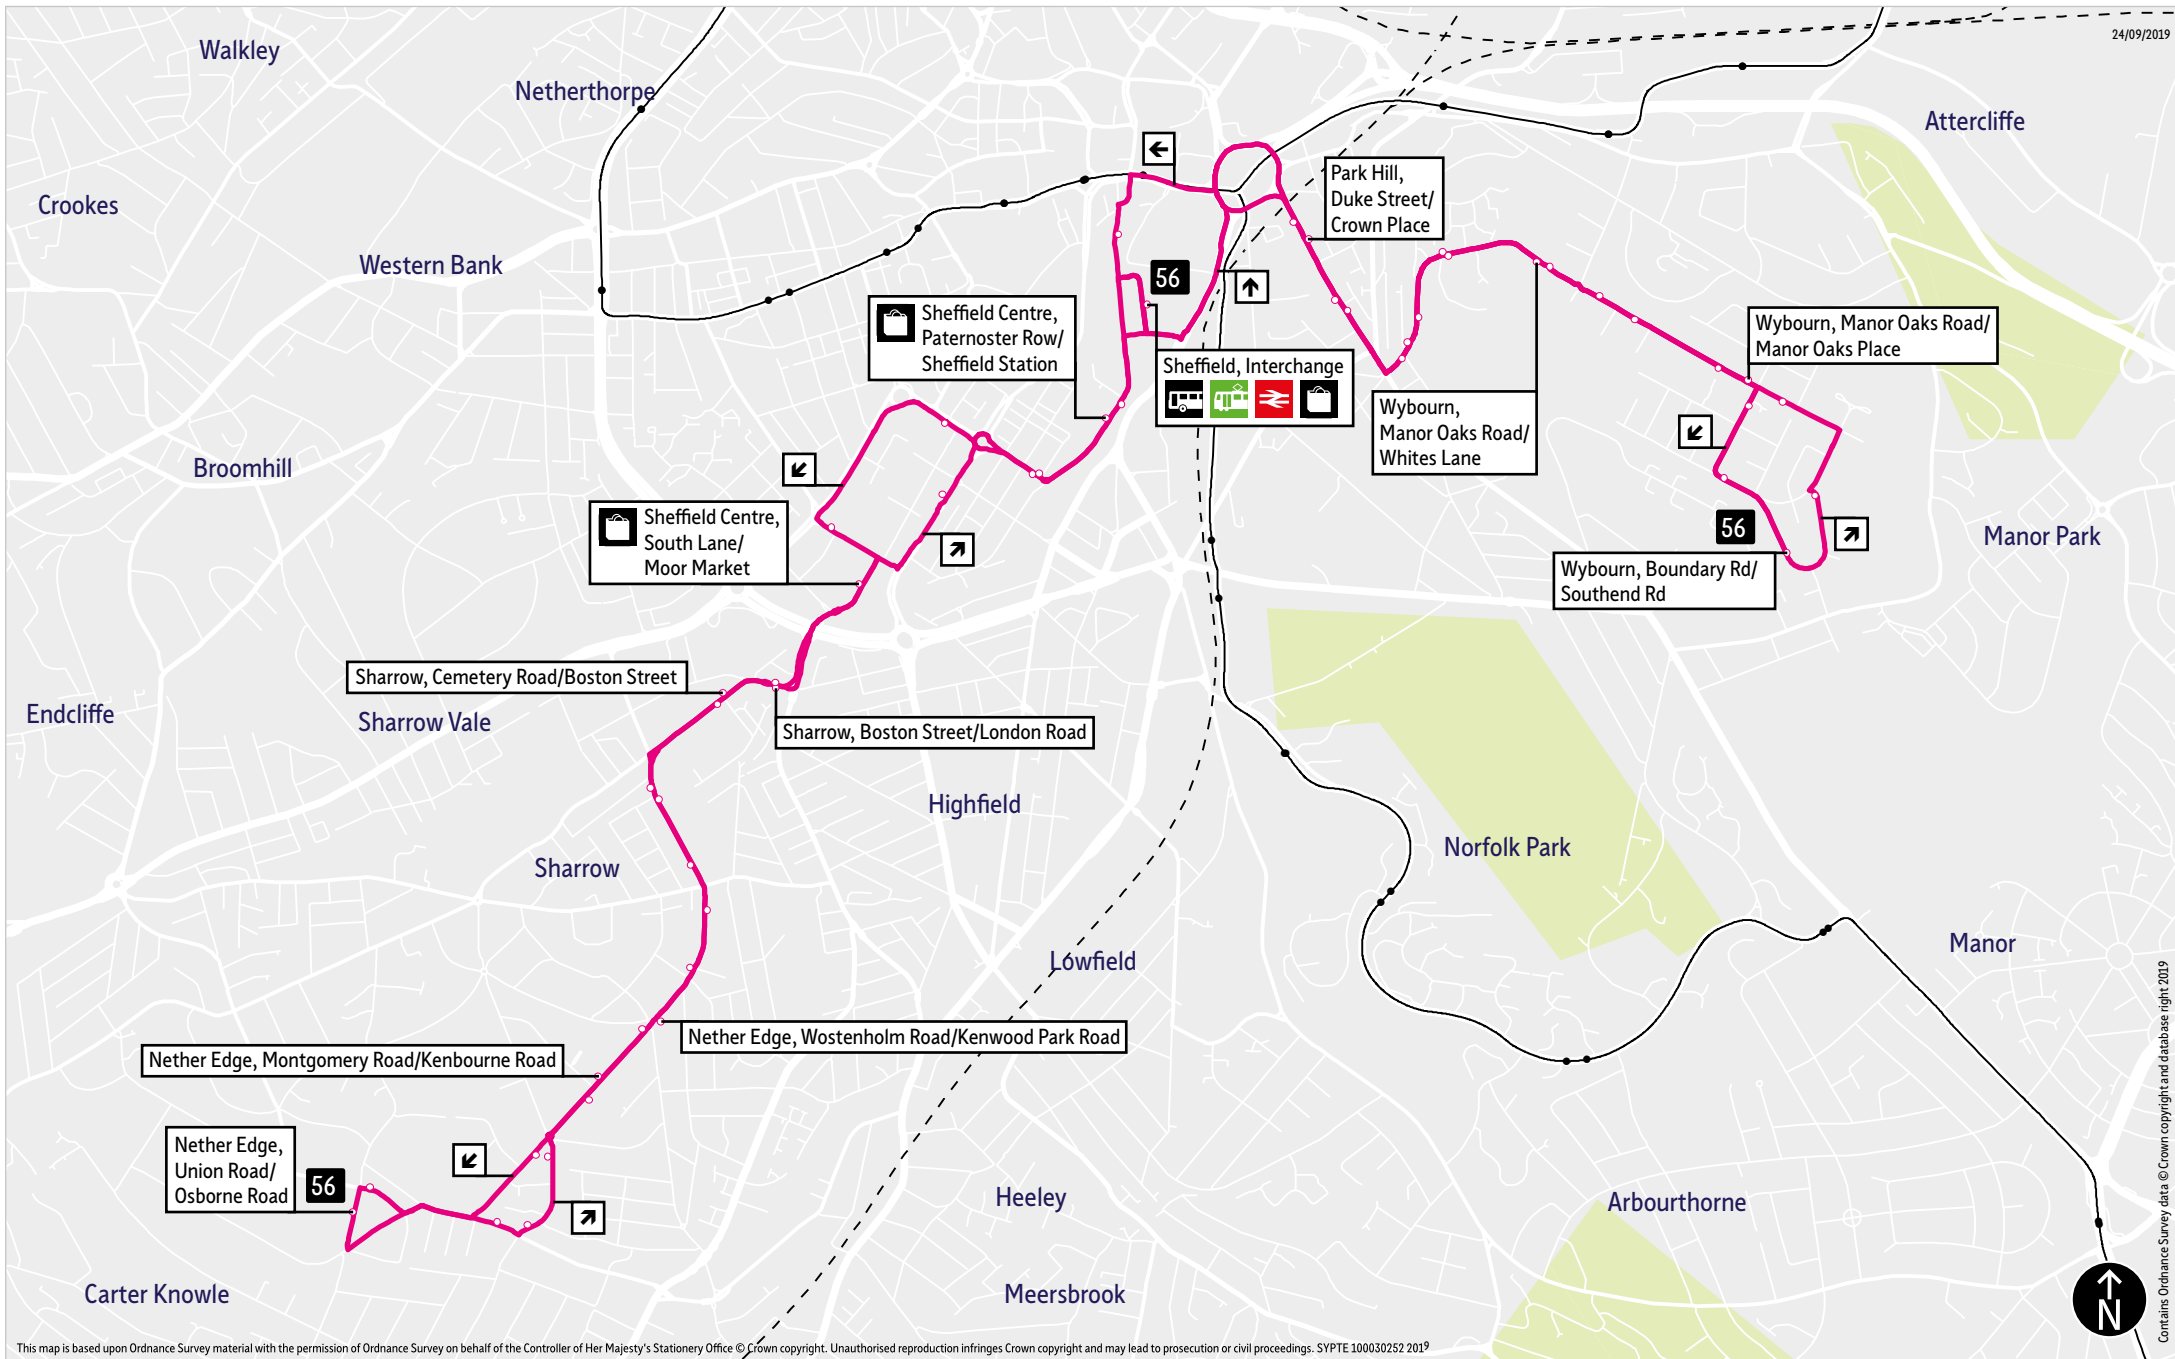 24/09/2019
Walkley
Netherthorpe
Attercliffe
Crookes
Park Hill,
Duke Street/
Crown Place
Western Bank
56
Sheffield Centre,
Paternoster Row/
Sheffield Station
Wybourn, Manor Oaks Road/
Manor Oaks Place
Sheffield, Interchange
Wybourn,
Manor Oaks Road/
Whites Lane
Broomhill
Sheffield Centre,
South Lane/
Moor Market
56
Manor Park
Wybourn, Boundary Rd/
Southend Rd
Sharrow, Cemetery Road/Boston Street
Endcliffe
Sharrow Vale
Sharrow, Boston Street/London Road
Highfield
Norfolk Park
Sharrow
Manor
Lowfield
Nether Edge, Wostenholm Road/Kenwood Park Road
Nether Edge, Montgomery Road/Kenbourne Road
Nether Edge,
Union Road/
Osborne Road
56
Heeley
Arbourthorne
Carter Knowle
Meersbrook
N
Contains Ordnance Survey data © Crown copyright and database right 2019
This map is based upon Ordnance Survey material with the permission of Ordnance Survey on behalf of the Controller of Her Majesty's Stationery Office © Crown copyright. Unauthorised reproduction infringes Crown copyright and may lead to prosecution or civil proceedings. SYPTE 100030252 2019